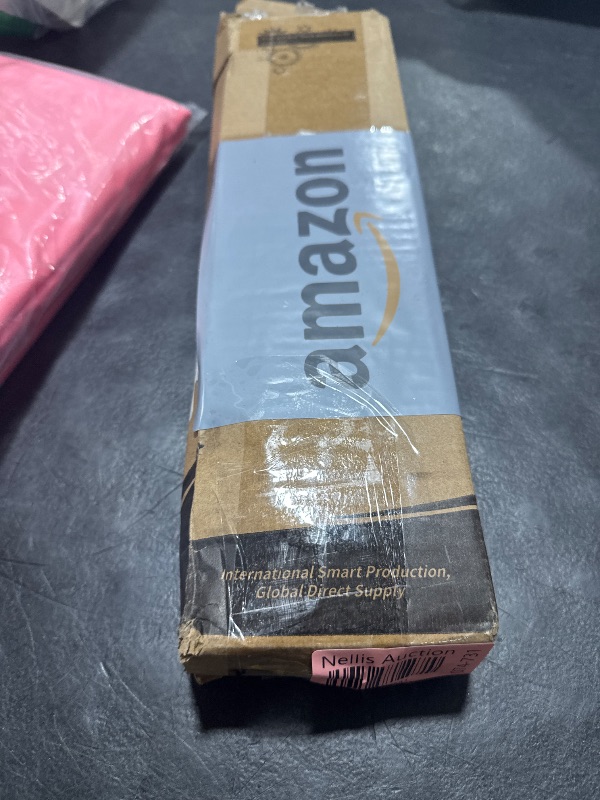 amazon
International Smart Production,
Global Direct Supply
Nellis Auction